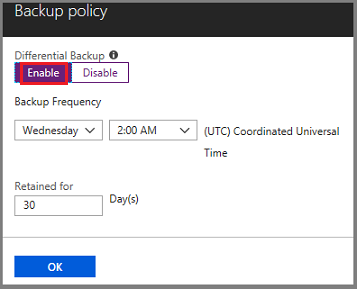 Backup policy
Differential Backup
Enable Disable
Backup Frequency
Wednesday 2:00 AM (UTC) Coordinated Universal
Time
Retained for
30 Day(s)
OK